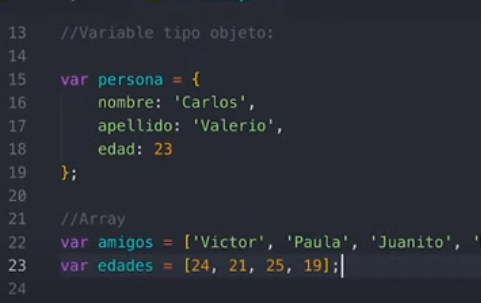 13 //Variable tipo objeto:
14
15 var persona = {
16 nombre: 'Carlos',
17 apellido: 'Valerio',
18 edad: 23
19 };
20
21 //Array
22 var amigos = ['Victor', 'Paula', 'Juanito', '
23 var edades = [24, 21, 25, 19];
24